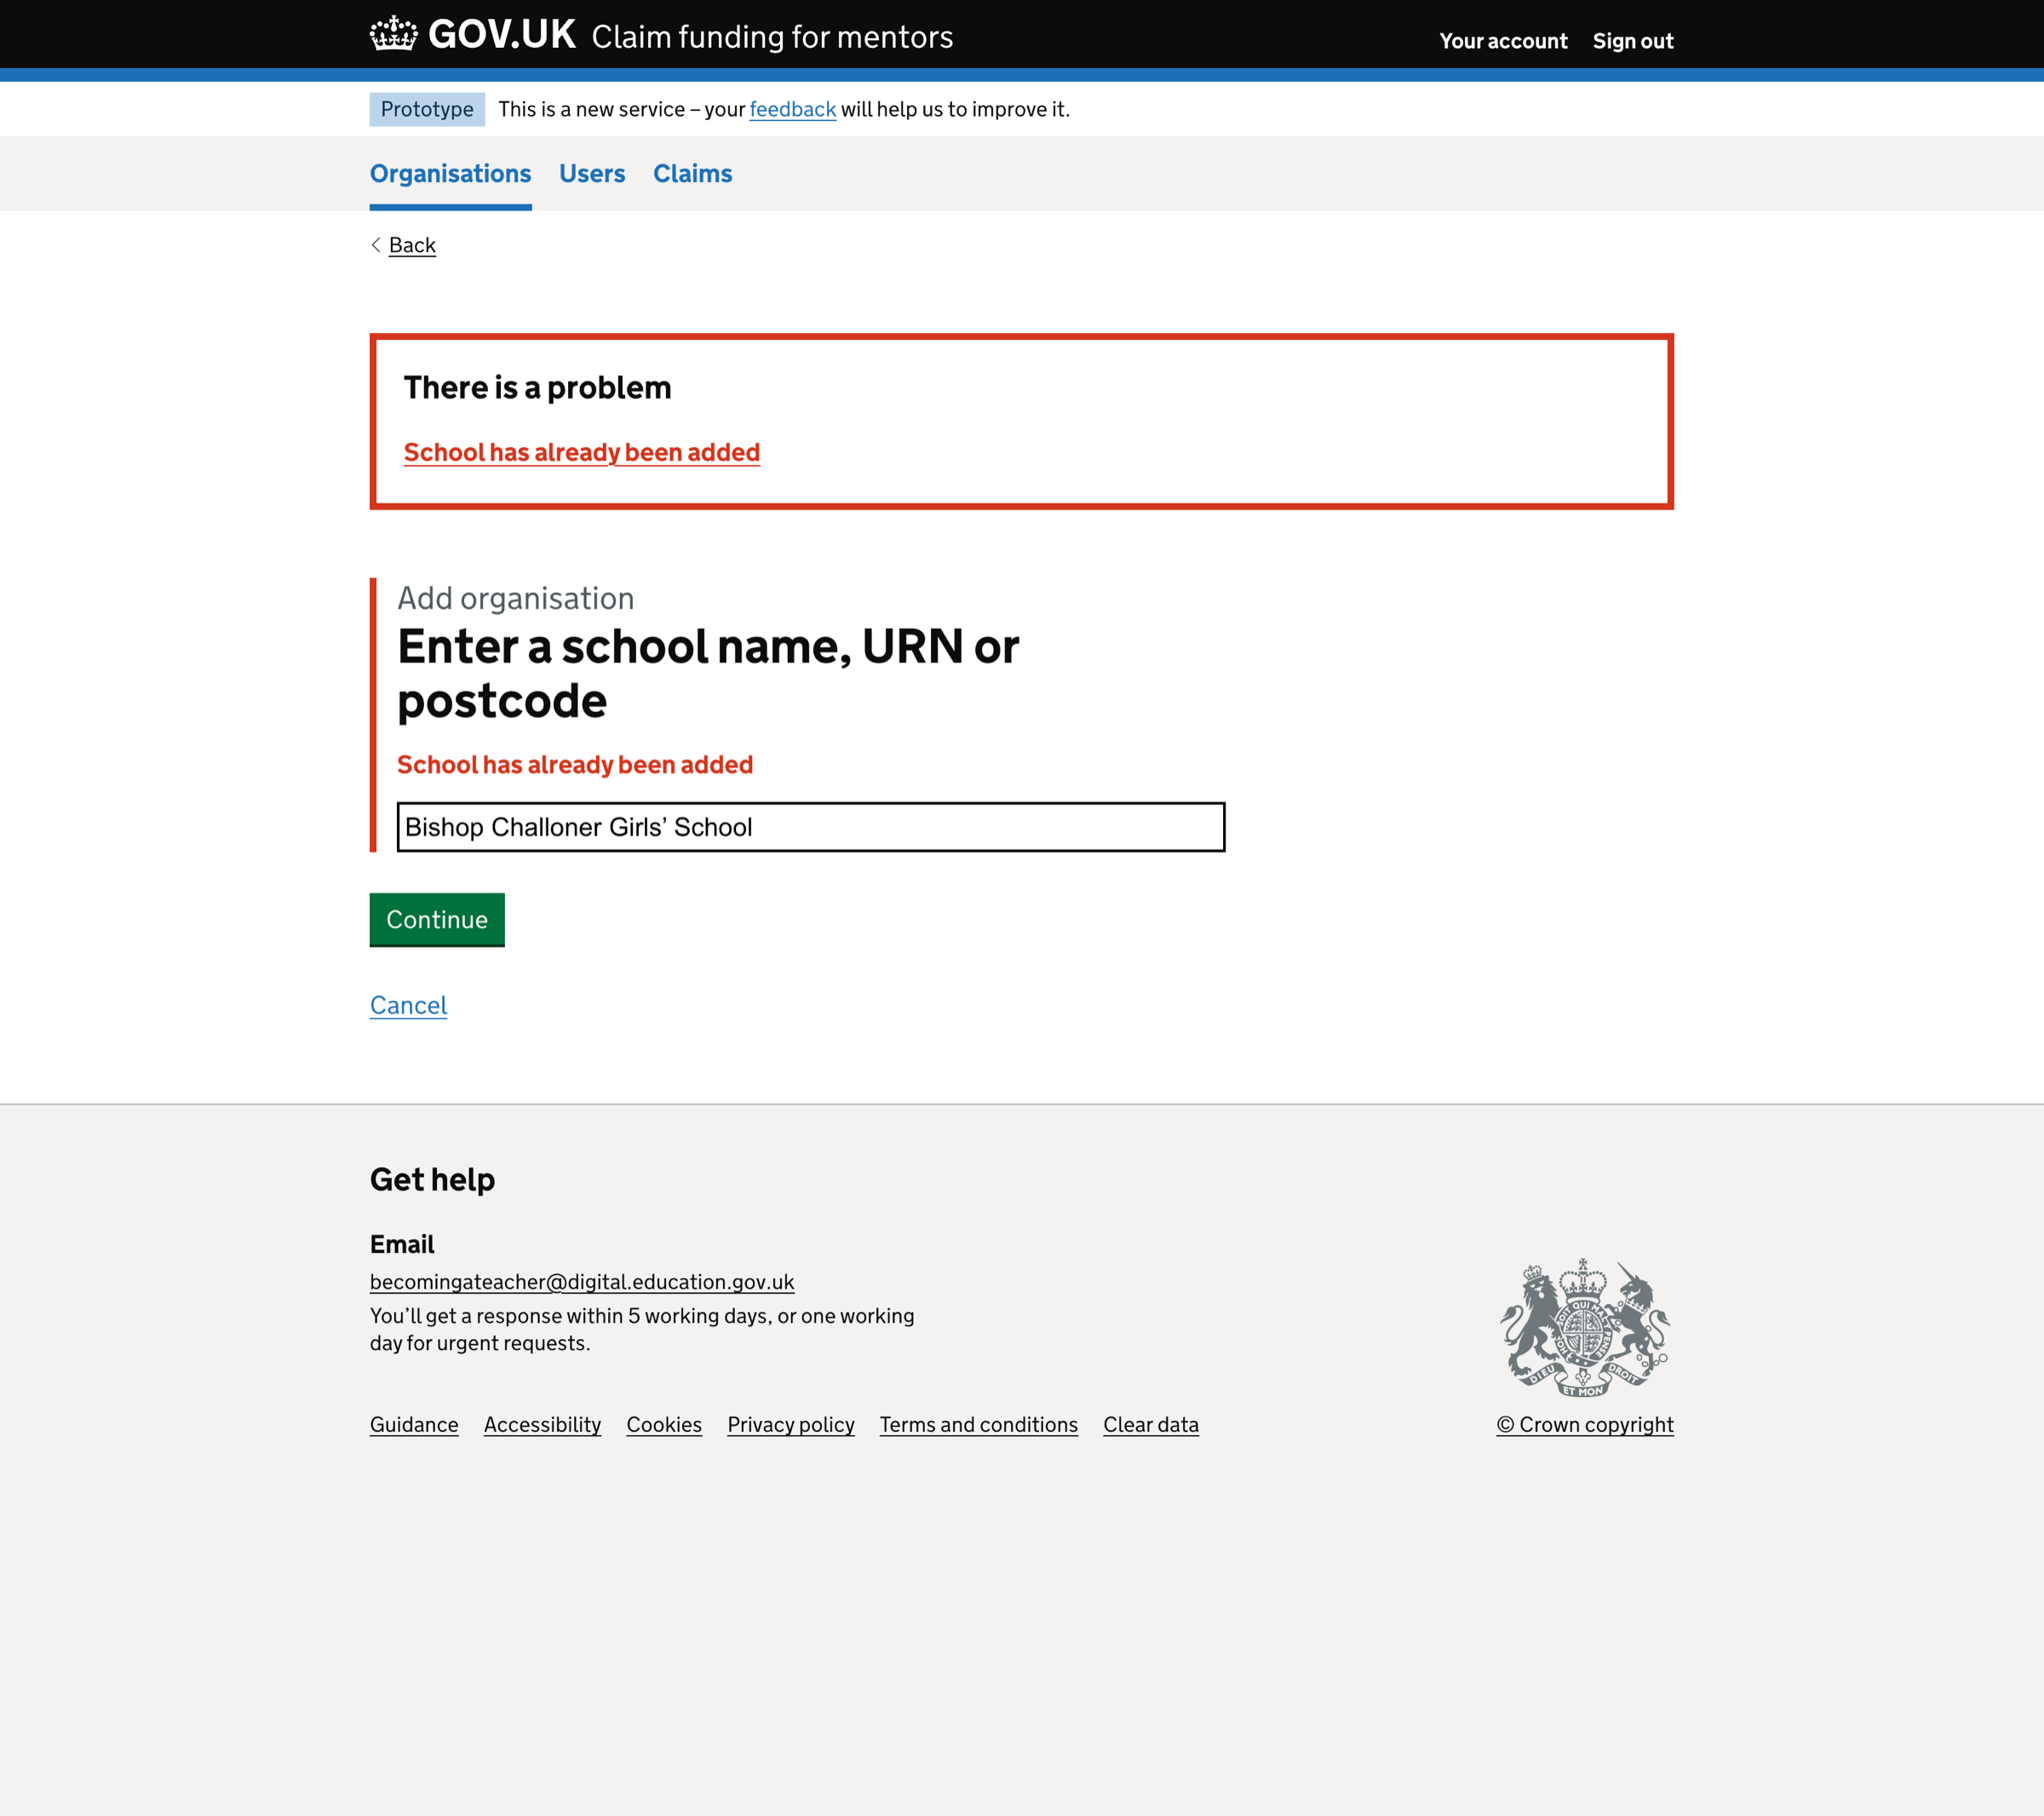 GOV.UK Claim funding for mentors
Your account Sign out
Prototype This is a new service – your feedback will help us to improve it.
Organisations Users Claims
Back
There is a problem
School has already been added
Add organisation
Enter a school name, URN or
postcode
School has already been added
Bishop Challoner Girls’ School
Continue
Cancel
Get help
Email
becomingateacher@digital.education.gov.uk
You’ll get a response within 5 working days, or one working
day for urgent requests.
DIEU ET MON DROIT
Guidance Accessibility Cookies Privacy policy Terms and conditions Clear data
© Crown copyright